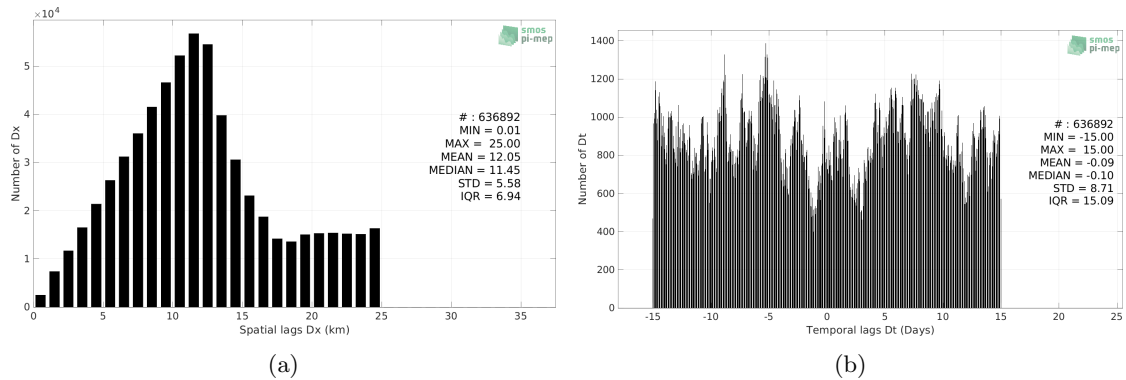 ×10⁴
smos
pi-mep
5
4
3
2
1
0
Number of Dx
# : 636892
MIN = 0.01
MAX = 25.00
MEAN = 12.05
MEDIAN = 11.45
STD = 5.58
IQR = 6.94
0 5 10 15 20 25 30 35
Spatial lags Dx (km)
(a)
smos
pi-mep
1400
1200
1000
800
600
400
200
0
Number of Dt
# : 636892
MIN = -15.00
MAX = 15.00
MEAN = -0.09
MEDIAN = -0.10
STD = 8.71
IQR = 15.09
-15 -10 -5 0 5 10 15 20 25
Temporal lags Dt (Days)
(b)